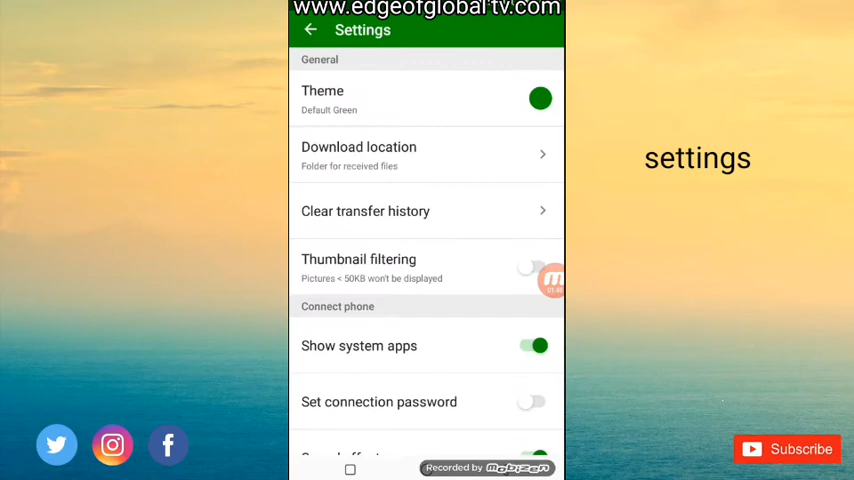 www.edgeofglobaltv.com
Settings
General
Theme
Default Green
Download location
Folder for received files
Clear transfer history
Thumbnail filtering
Pictures < 50KB won't be displayed
Connect phone
Show system apps
Set connection password
Recorded by mobizen
settings
Subscribe